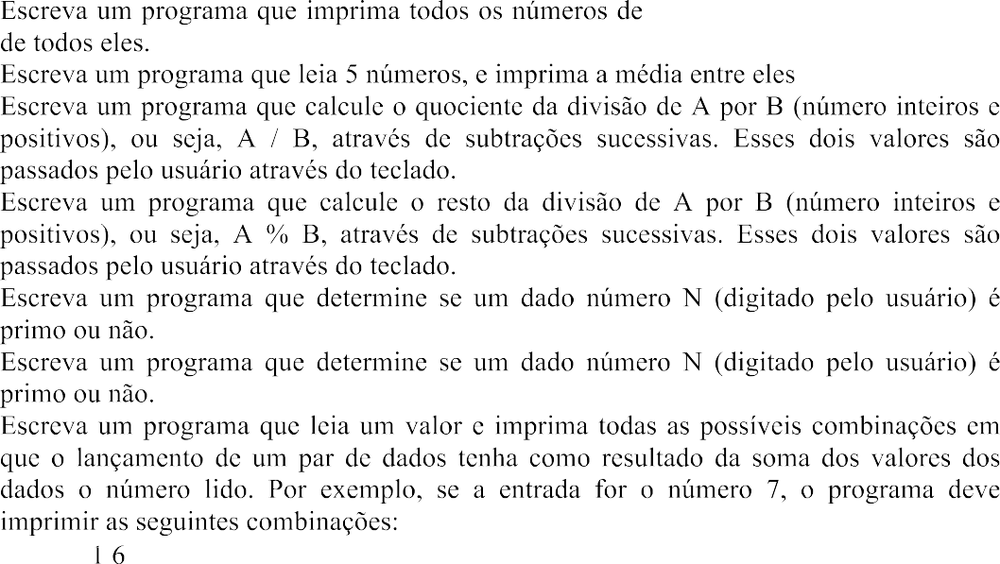 Escreva um programa que imprima todos os números de
de todos eles.
Escreva um programa que leia 5 números, e imprima a média entre eles
Escreva um programa que calcule o quociente da divisão de A por B (número inteiros e
positivos), ou seja, A / B, através de subtrações sucessivas. Esses dois valores são
passados pelo usuário através do teclado.
Escreva um programa que calcule o resto da divisão de A por B (número inteiros e
positivos), ou seja, A % B, através de subtrações sucessivas. Esses dois valores são
passados pelo usuário através do teclado.
Escreva um programa que determine se um dado número N (digitado pelo usuário) é
primo ou não.
Escreva um programa que determine se um dado número N (digitado pelo usuário) é
primo ou não.
Escreva um programa que leia um valor e imprima todas as possíveis combinações em
que o lançamento de um par de dados tenha como resultado da soma dos valores dos
dados o número lido. Por exemplo, se a entrada for o número 7, o programa deve
imprimir as seguintes combinações:
1 6